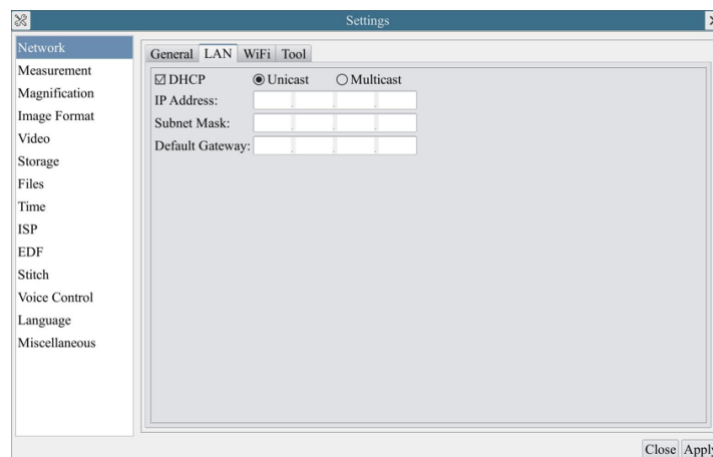 Settings
Network
Measurement
Magnification
Image Format
Video
Storage
Files
Time
ISP
EDF
Stitch
Voice Control
Language
Miscellaneous
General LAN WiFi Tool
DHCP Unicast Multicast
IP Address:
Subnet Mask:
Default Gateway:
Close Apply